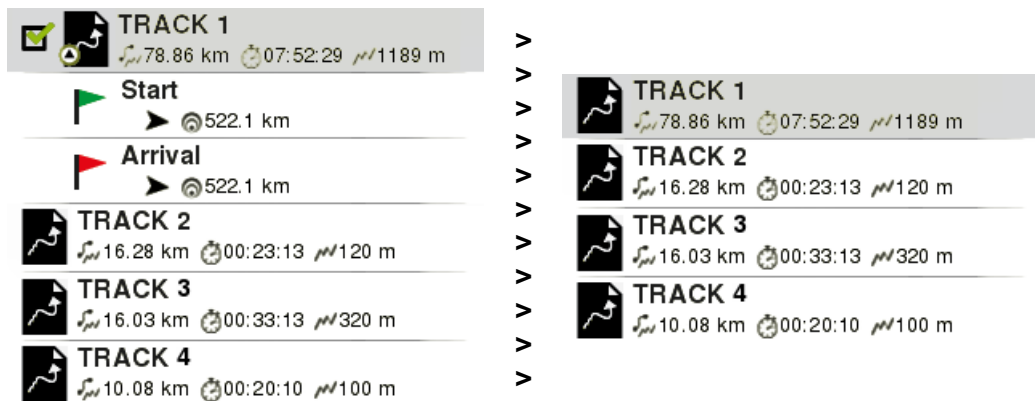 TRACK 1
78.86 km 07:52:29 1189 m
Start
522.1 km
Arrival
522.1 km
TRACK 2
16.28 km 00:23:13 120 m
TRACK 3
16.03 km 00:33:13 320 m
TRACK 4
10.08 km 00:20:10 100 m
>
>
>
>
>
>
>
>
>
>
>
TRACK 1
78.86 km 07:52:29 1189 m
TRACK 2
16.28 km 00:23:13 120 m
TRACK 3
16.03 km 00:33:13 320 m
TRACK 4
10.08 km 00:20:10 100 m